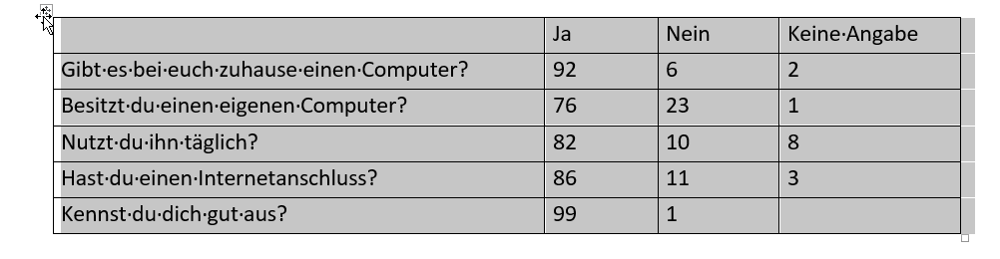 Ja Nein Keine Angabe
Gibt es bei euch zuhause einen Computer? 92 6 2
Besitzt du einen eigenen Computer? 76 23 1
Nutzt du ihn täglich? 82 10 8
Hast du einen Internetanschluss? 86 11 3
Kennst du dich gut aus? 99 1